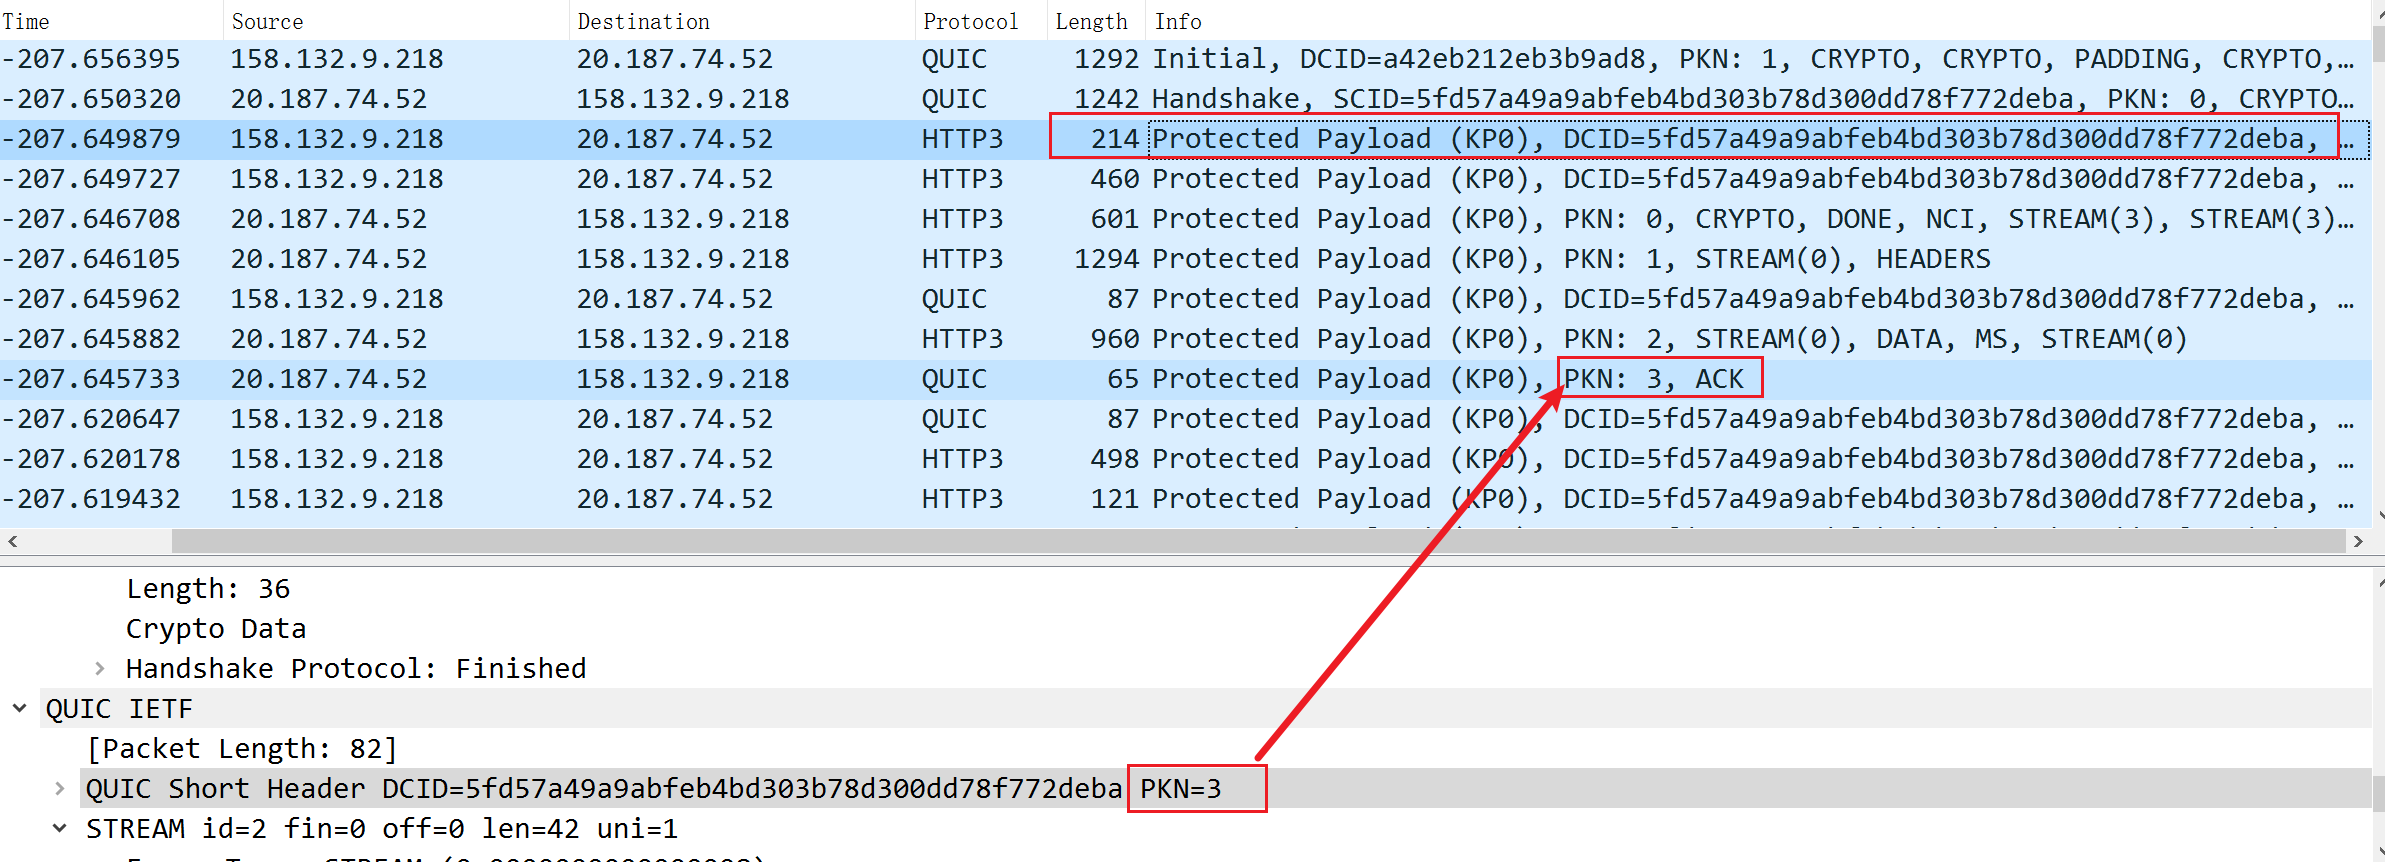 Time Source Destination Protocol Length Info
-207.656395 158.132.9.218 20.187.74.52 QUIC 1292 Initial, DCID=a42eb212eb3b9ad8, PKN: 1, CRYPTO, CRYPTO, PADDING, CRYPTO,…
-207.650320 20.187.74.52 158.132.9.218 QUIC 1242 Handshake, SCID=5fd57a49a9abfeb4bd303b78d300dd78f772deba, PKN: 0, CRYPTO…
-207.649879 158.132.9.218 20.187.74.52 HTTP3 214 Protected Payload (KP0), DCID=5fd57a49a9abfeb4bd303b78d300dd78f772deba, …
-207.649727 158.132.9.218 20.187.74.52 HTTP3 460 Protected Payload (KP0), DCID=5fd57a49a9abfeb4bd303b78d300dd78f772deba, …
-207.646708 20.187.74.52 158.132.9.218 HTTP3 601 Protected Payload (KP0), PKN: 0, CRYPTO, DONE, NCI, STREAM(3), STREAM(3)…
-207.646105 20.187.74.52 158.132.9.218 HTTP3 1294 Protected Payload (KP0), PKN: 1, STREAM(0), HEADERS
-207.645962 158.132.9.218 20.187.74.52 QUIC 87 Protected Payload (KP0), DCID=5fd57a49a9abfeb4bd303b78d300dd78f772deba, …
-207.645882 20.187.74.52 158.132.9.218 HTTP3 960 Protected Payload (KP0), PKN: 2, STREAM(0), DATA, MS, STREAM(0)
-207.645733 20.187.74.52 158.132.9.218 QUIC 65 Protected Payload (KP0), PKN: 3, ACK
-207.620647 158.132.9.218 20.187.74.52 QUIC 87 Protected Payload (KP0), DCID=5fd57a49a9abfeb4bd303b78d300dd78f772deba, …
-207.620178 158.132.9.218 20.187.74.52 HTTP3 498 Protected Payload (KP0), DCID=5fd57a49a9abfeb4bd303b78d300dd78f772deba, …
-207.619432 158.132.9.218 20.187.74.52 HTTP3 121 Protected Payload (KP0), DCID=5fd57a49a9abfeb4bd303b78d300dd78f772deba, …
Length: 36
Crypto Data
Handshake Protocol: Finished
QUIC IETF
[Packet Length: 82]
QUIC Short Header DCID=5fd57a49a9abfeb4bd303b78d300dd78f772deba PKN=3
STREAM id=2 fin=0 off=0 len=42 uni=1